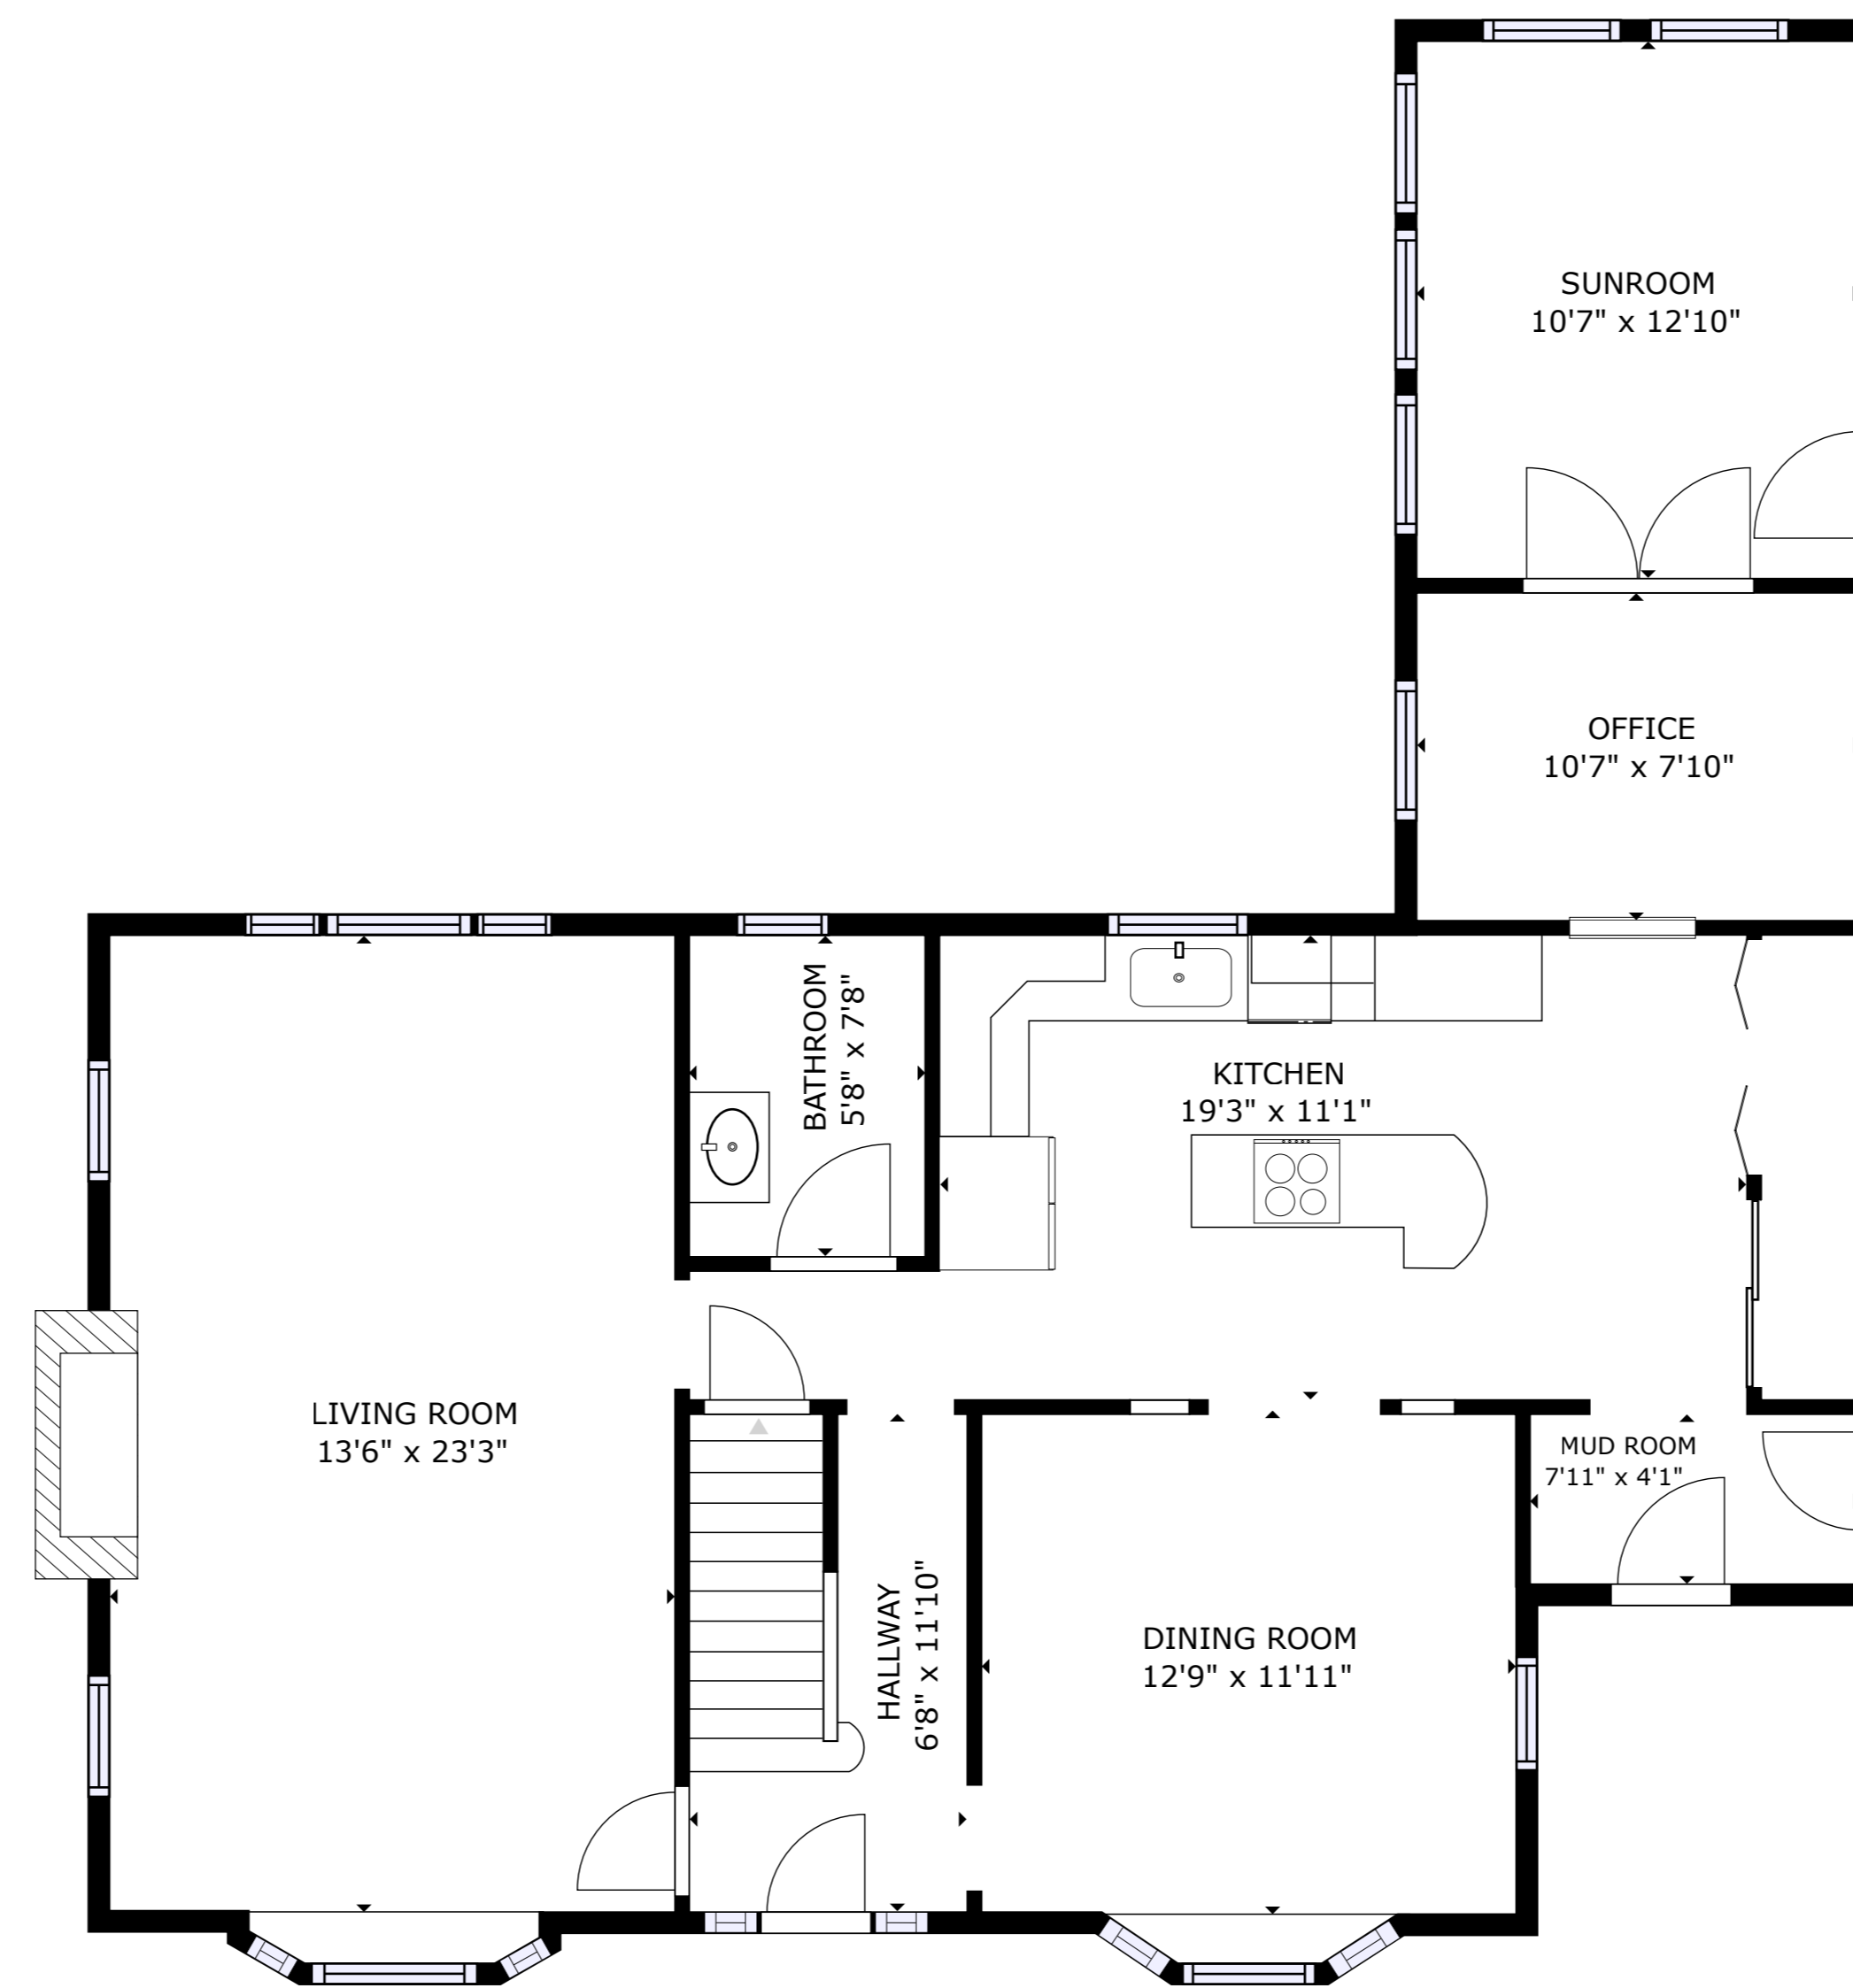 SUNROOM
10'7" x 12'10"
OFFICE
10'7" x 7'10"
BATHROOM
5'8" x 7'8"
KITCHEN
19'3" x 11'1"
LIVING ROOM
13'6" x 23'3"
MUD ROOM
7'11" x 4'1"
HALLWAY
6'8" x 11'10"
DINING ROOM
12'9" x 11'11"